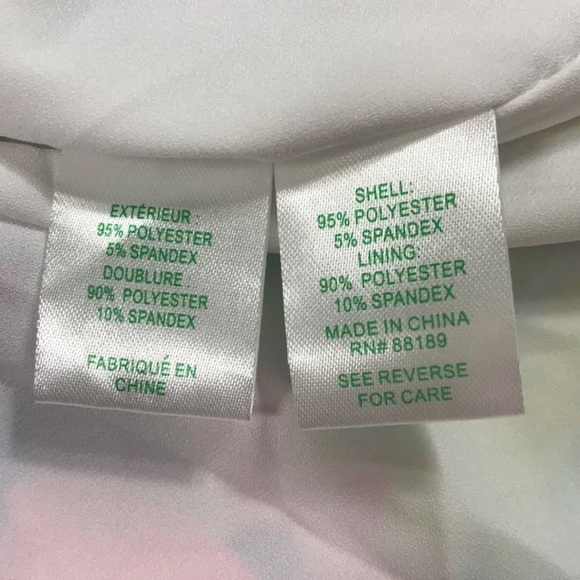 EXTÉRIEUR :
95% POLYESTER
5% SPANDEX
DOUBLURE :
90% POLYESTER
10% SPANDEX
FABRIQUÉ EN
CHINE
SHELL:
95% POLYESTER
5% SPANDEX
LINING:
90% POLYESTER
10% SPANDEX
MADE IN CHINA
RN# 88189
SEE REVERSE
FOR CARE